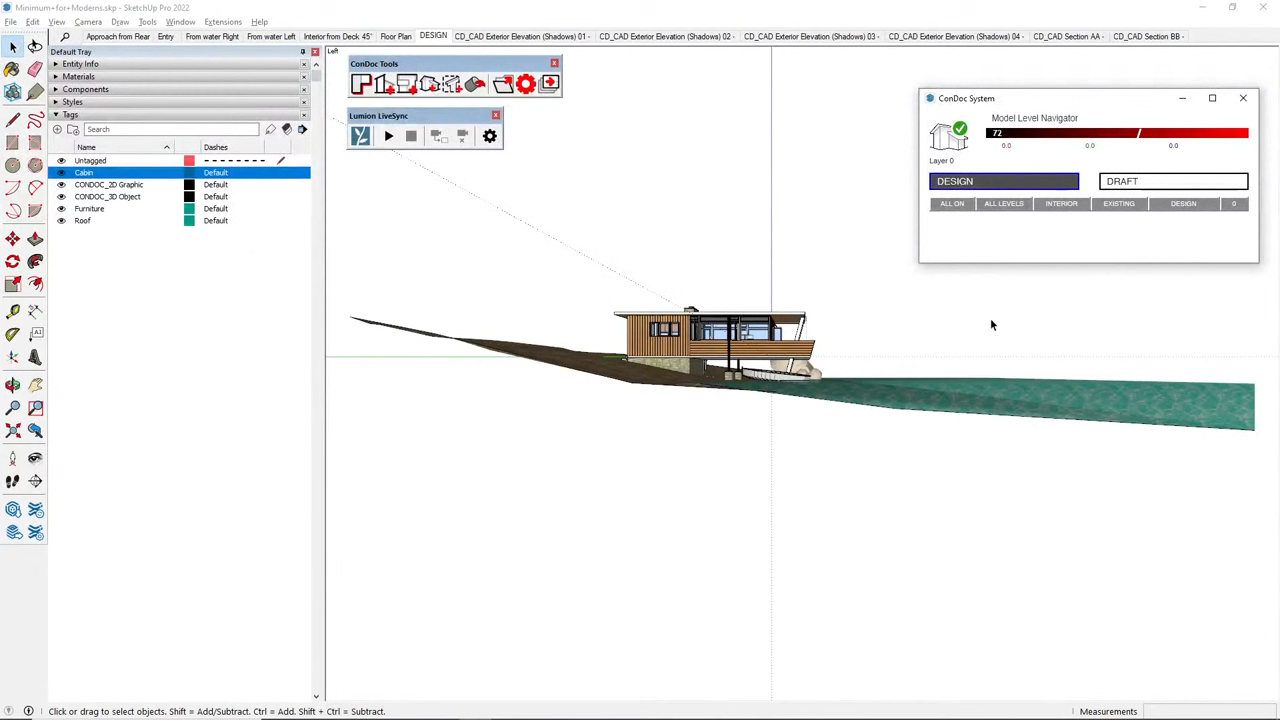 Minimum+for+Moderns.skp - SketchUp Pro 2022
File Edit View Camera Draw Tools Window Extensions Help
Approach from Rear Entry From water Right From water Left Interior from Deck 45° Floor Plan DESIGN CD_CAD Exterior Elevation (Shadows) 01 - CD_CAD Exterior Elevation (Shadows) 02 - CD_CAD Exterior Elevation (Shadows) 03 - CD_CAD Exterior Elevation (Shadows) 04 - CD_CAD Section AA - CD_CAD Section BB -
Default Tray
Entity Info
Materials
Components
Styles
Tags
Search
Name Dashes
Untagged
Cabin Default
CONDOC_2D Graphic Default
CONDOC_3D Object Default
Furniture Default
Roof Default
Left
ConDoc Tools
Lumion LiveSync
ConDoc System
Model Level Navigator
72
0.0 0.0 0.0
Layer 0
DESIGN DRAFT
ALL ON ALL LEVELS INTERIOR EXISTING DESIGN 0
AI
Click or drag to select objects. Shift = Add/Subtract. Ctrl = Add. Shift + Ctrl = Subtract.
Measurements